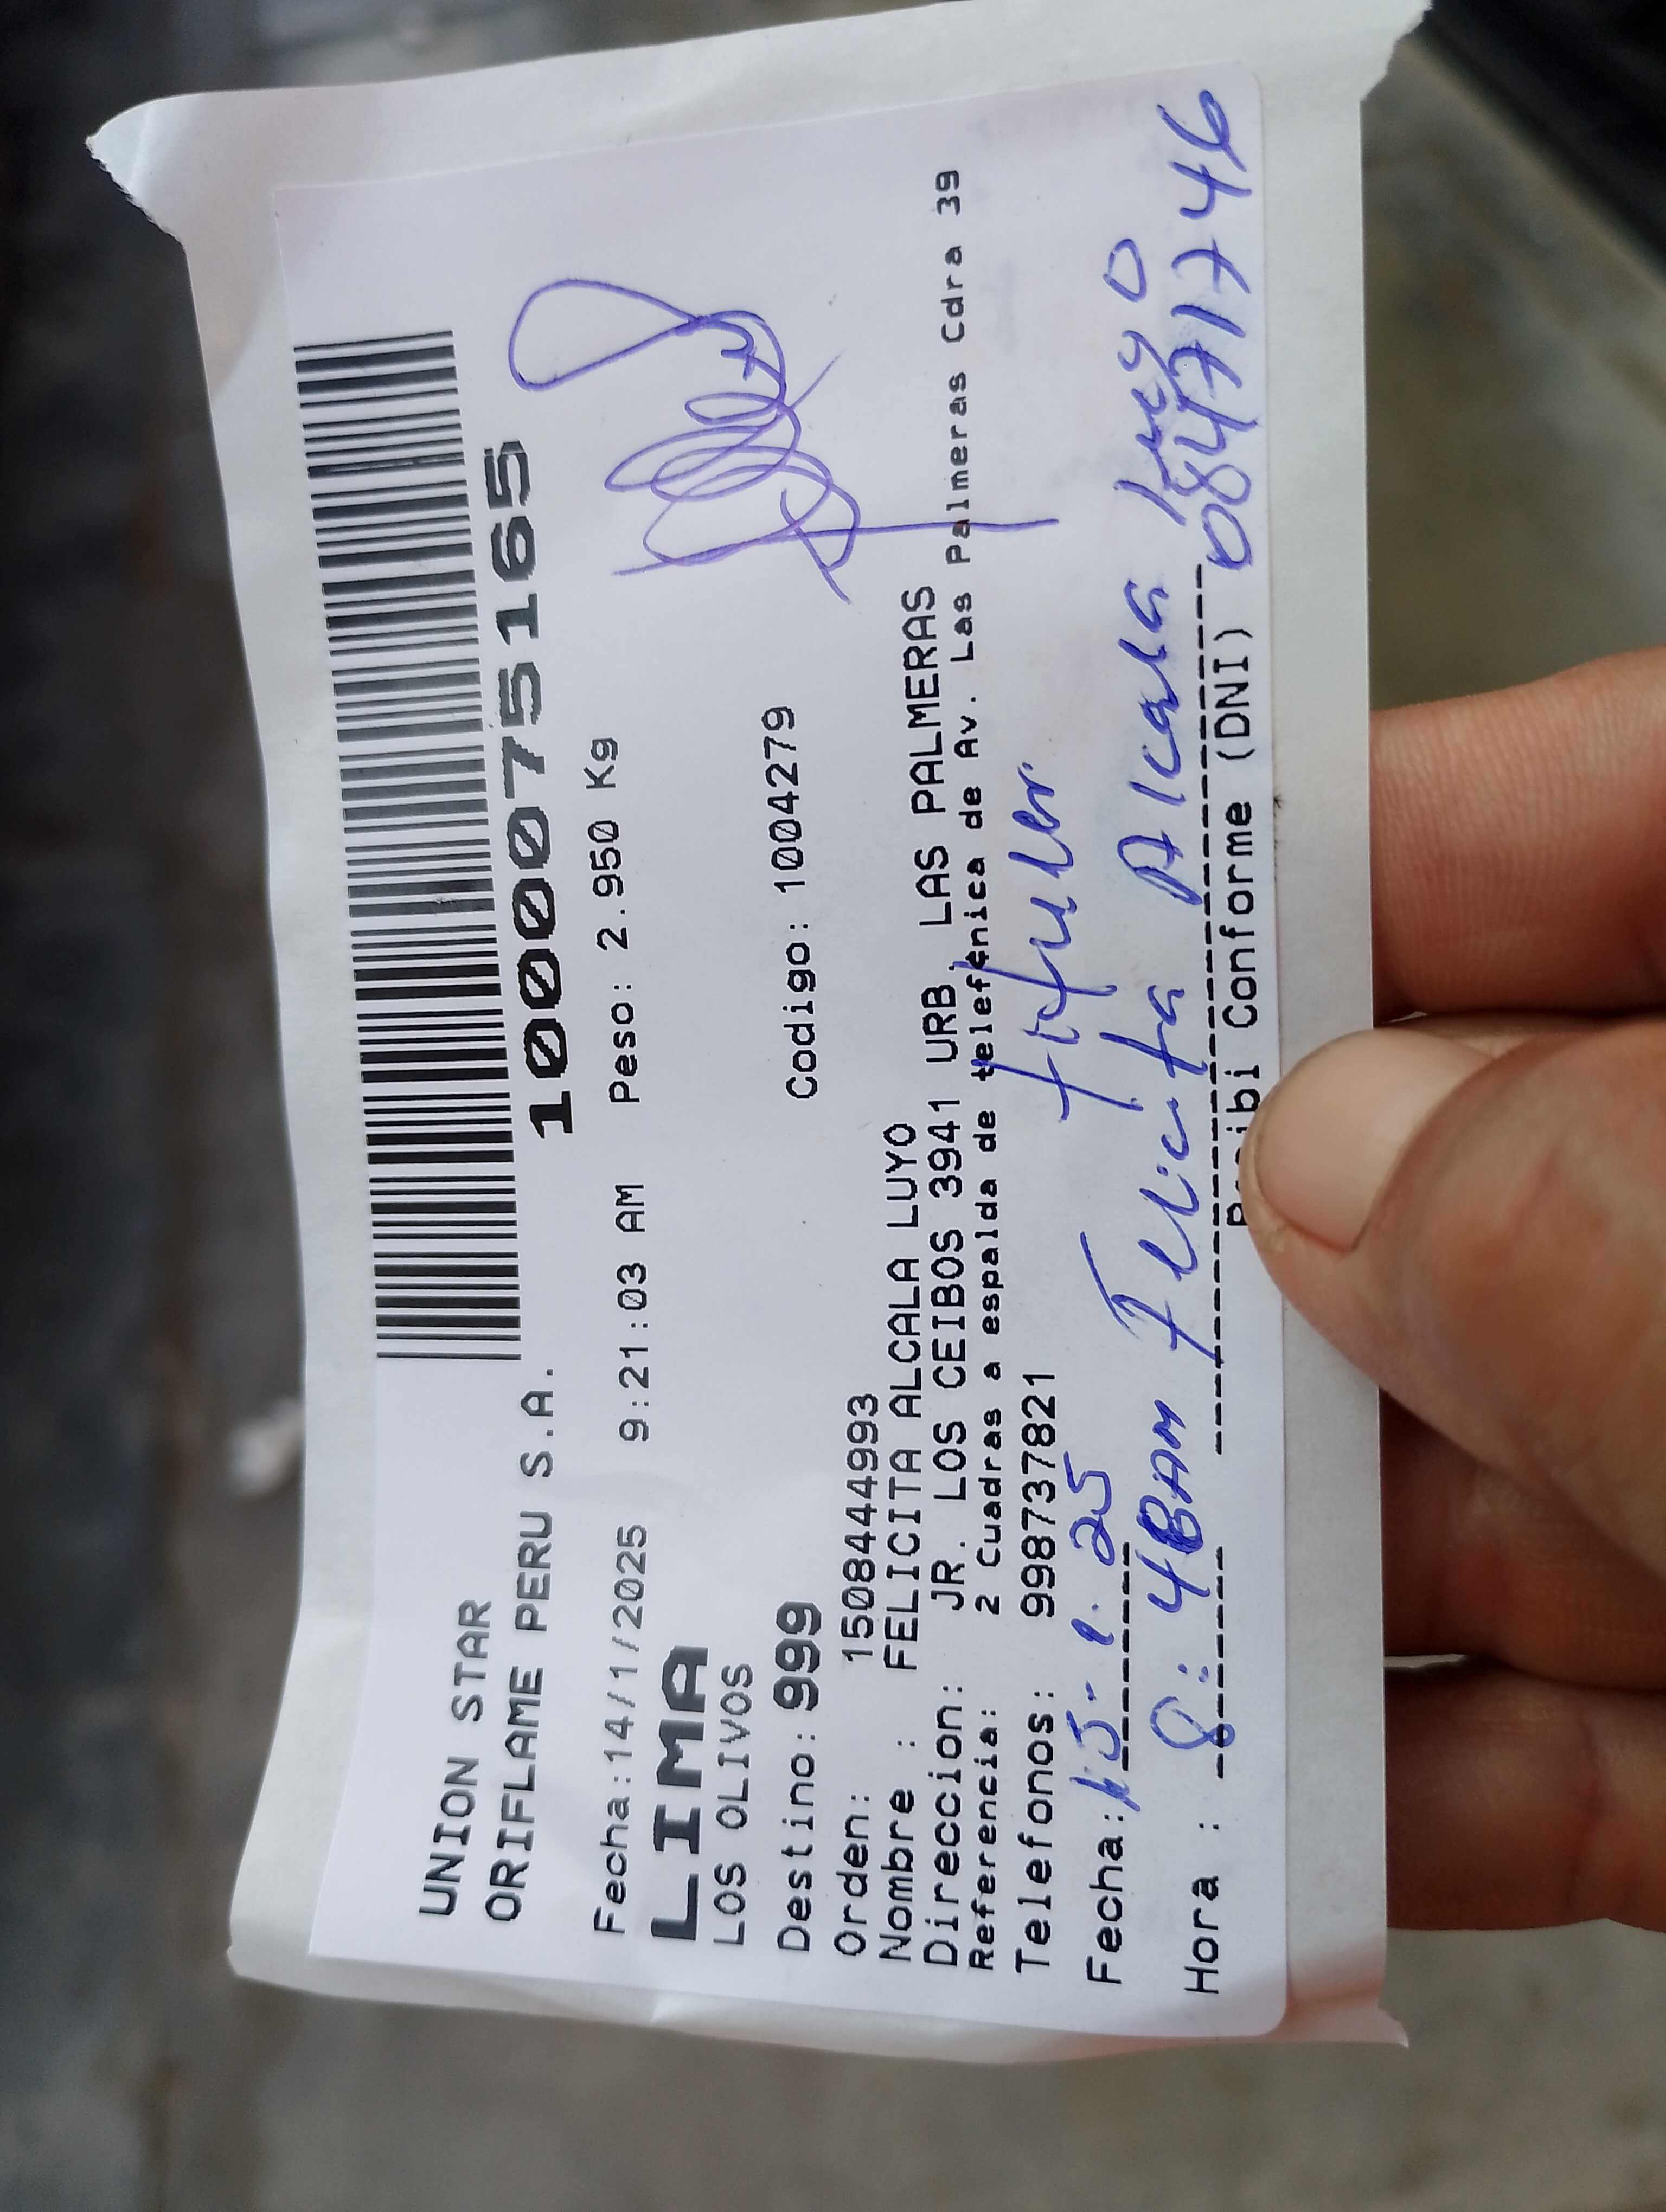 UNION STAR
ORIFLAME PERU S.A.
100075165
Fecha:14/1/2025 9:21:03 AM Peso: 2.950 Kg
LIMA
LOS OLIVOS
Destino: 999 Codigo: 1004279
Orden: 150844993
Nombre : FELICITA ALCALA LUYO
Direccion: JR. LOS CEIBOS 3941 URB. LAS PALMERAS
Referencia: 2 Cuadras a espalda de telefonica de Av. Las Palmeras Cdra 39
Telefonos: 998737821
titular
Fecha: 15-1-25
Hora : 8:48AM Felicita Alcala Luyo
Recibi Conforme (DNI) 08471746